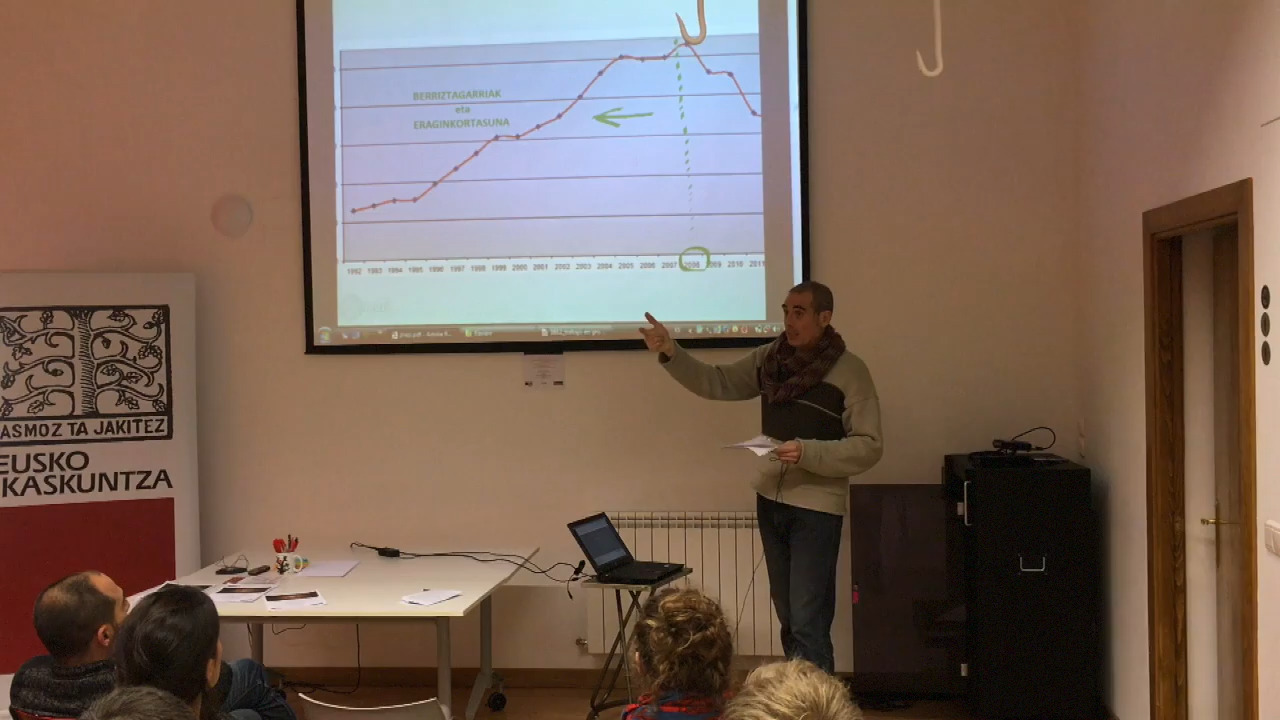 BERRIZTAGARRIAK
eta
ERAGINKORTASUNA
1992 1993 1994 1995 1996 1997 1998 1999 2000 2001 2002 2003 2004 2005 2006 2007 2008 2009 2010 2011
ASMOZ TA JAKITEZ
EUSKO
IKASKUNTZA